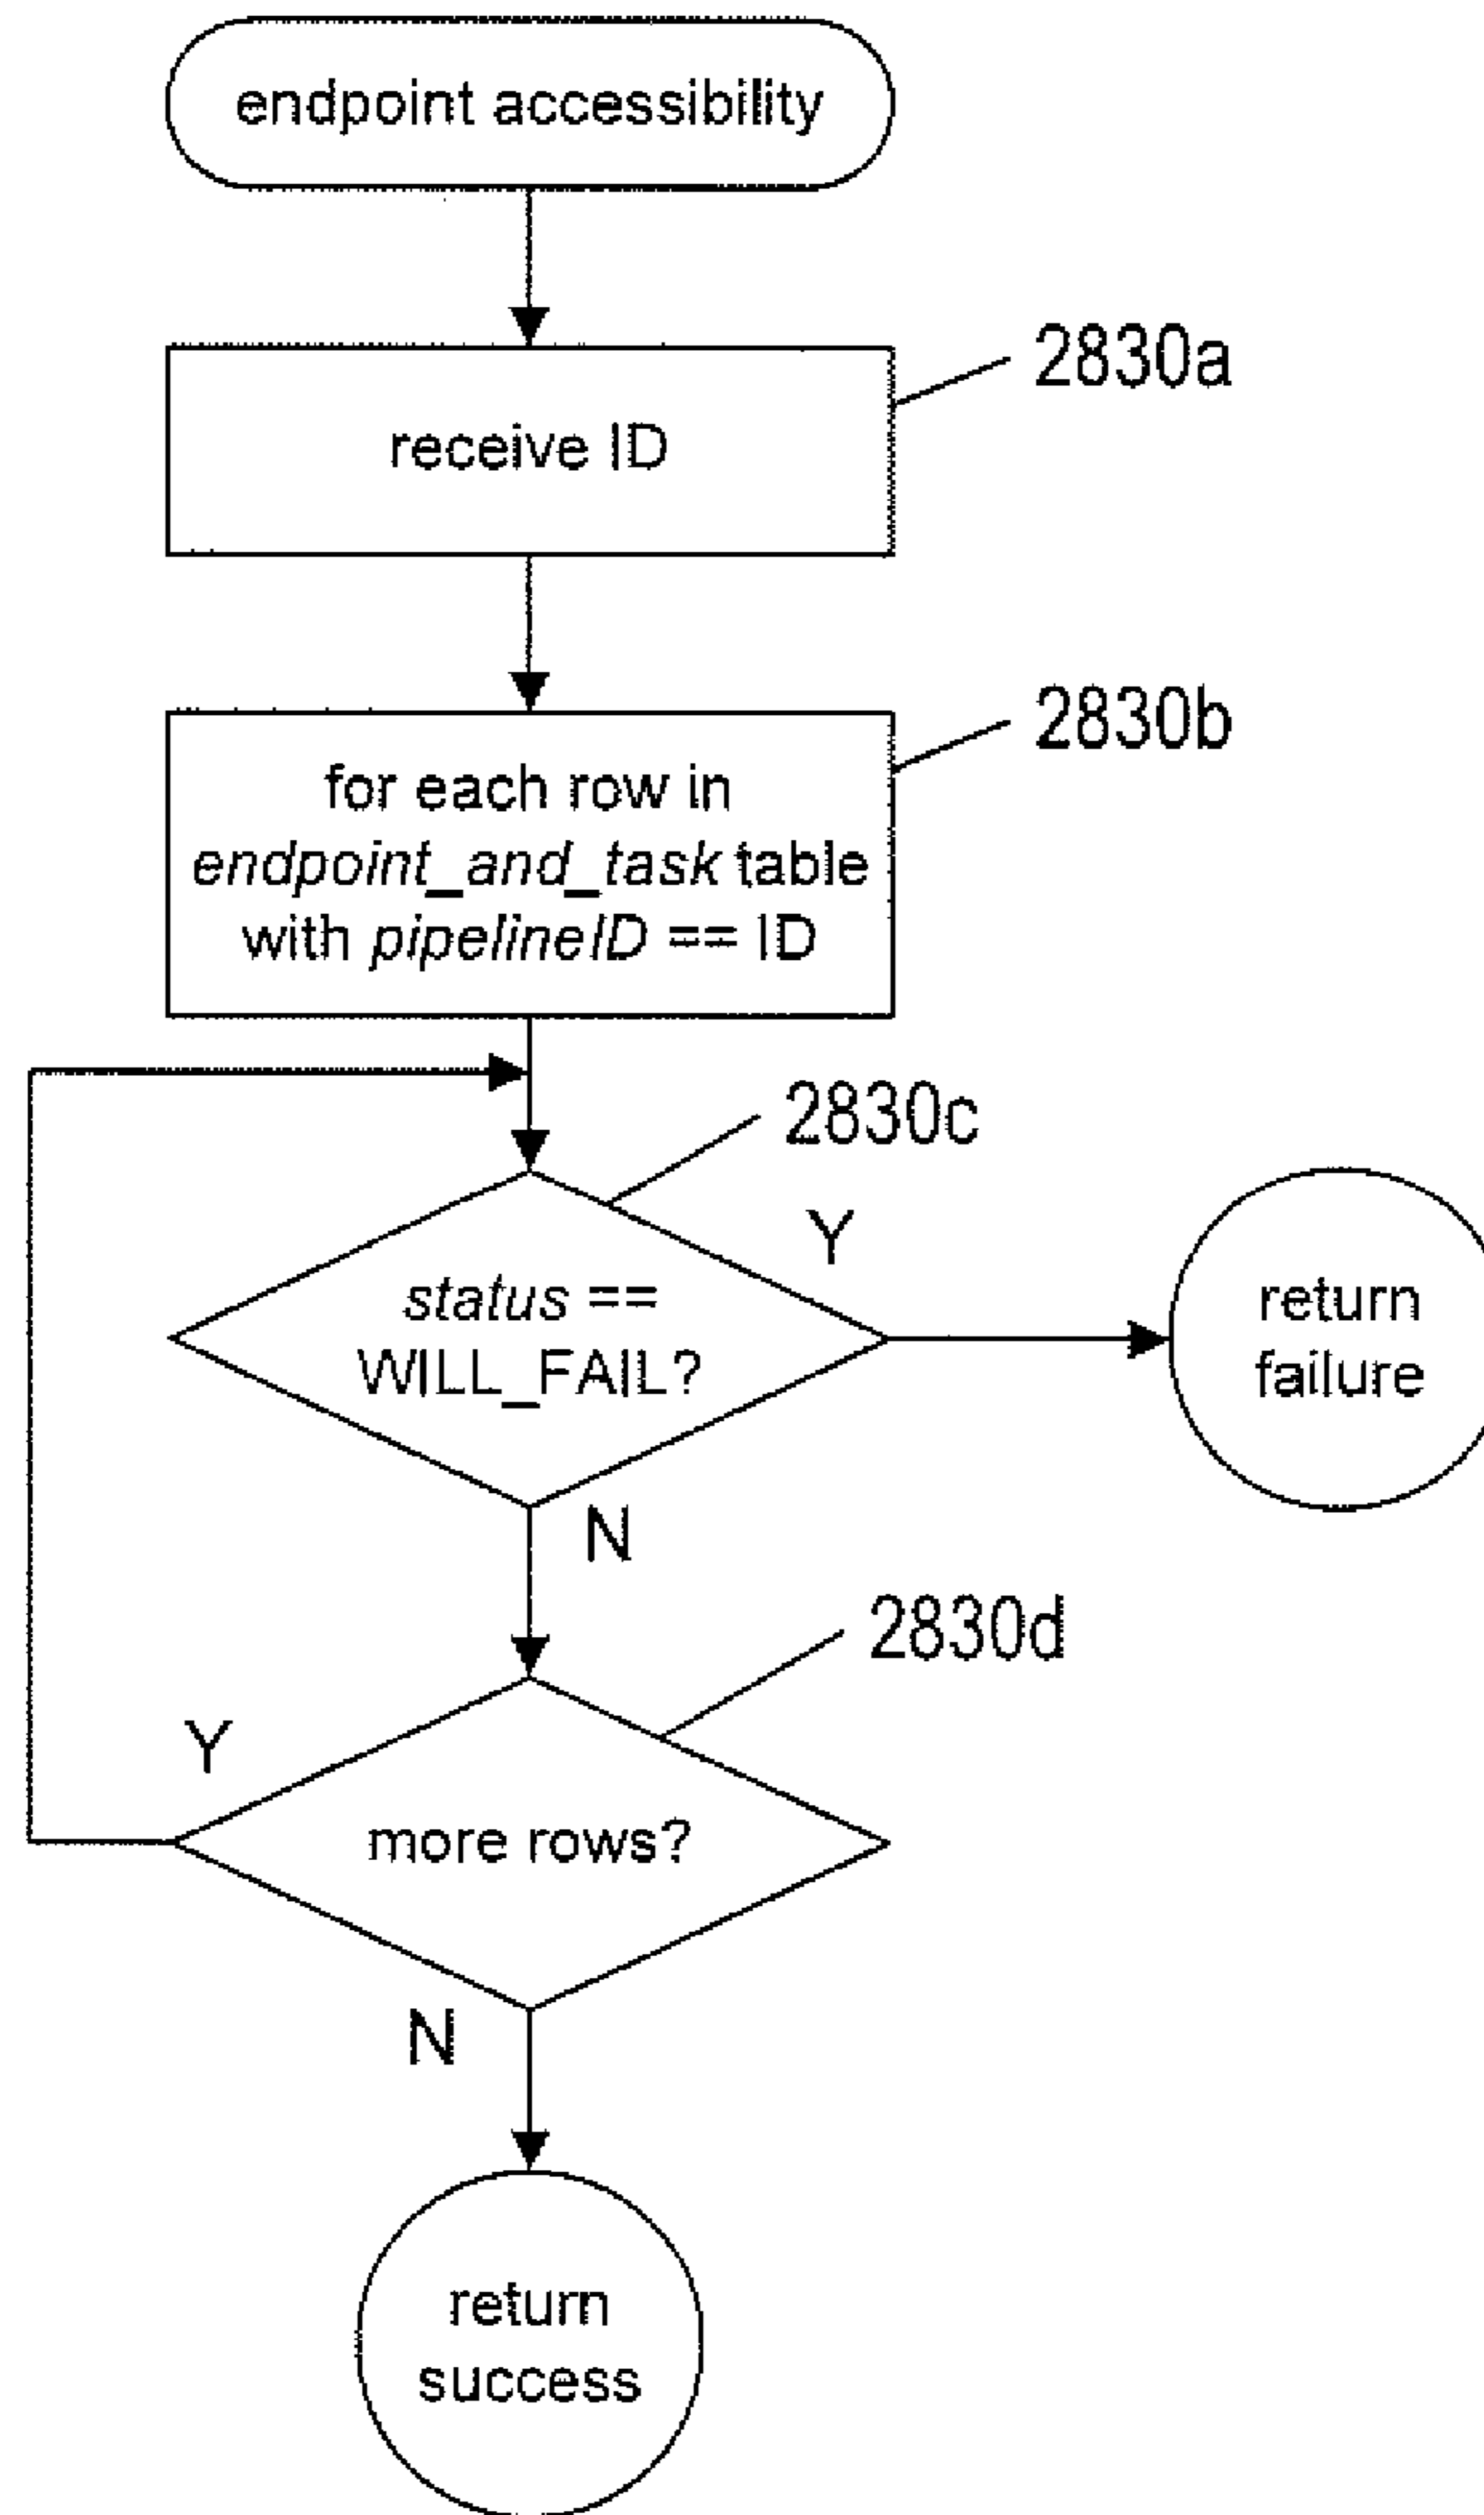 endpoint accessibility
2830a
receive ID
2830b
for each row in
endpoint_and_task table
with pipelineID == ID
2830c
Y
status ==
WILL_FAIL?
return
failure
N
2830d
Y
more rows?
N
return
success